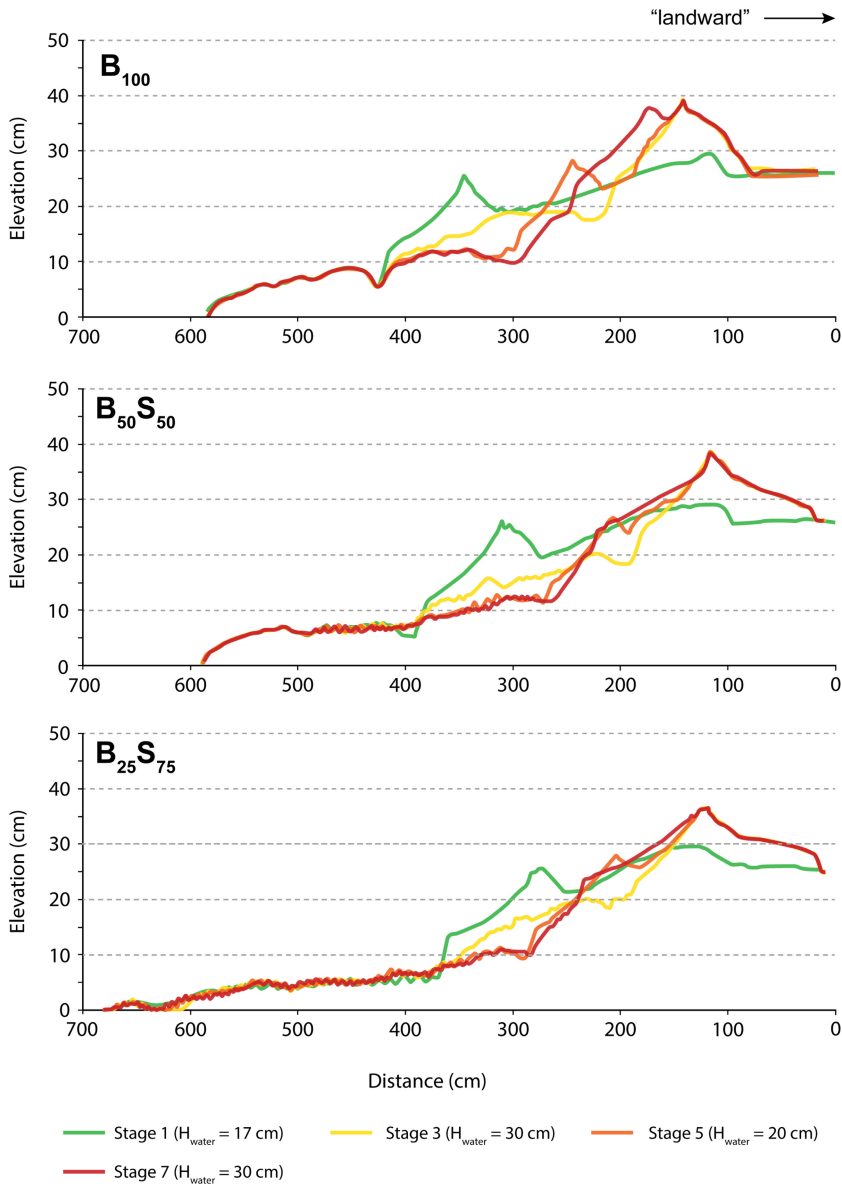 “landward”
B100
Elevation (cm)
50
40
30
20
10
0
700 600 500 400 300 200 100 0
B50S50
Elevation (cm)
50
40
30
20
10
0
700 600 500 400 300 200 100 0
B25S75
Elevation (cm)
50
40
30
20
10
0
700 600 500 400 300 200 100 0
Distance (cm)
Stage 1 (Hwater = 17 cm) Stage 3 (Hwater = 30 cm) Stage 5 (Hwater = 20 cm)
Stage 7 (Hwater = 30 cm)